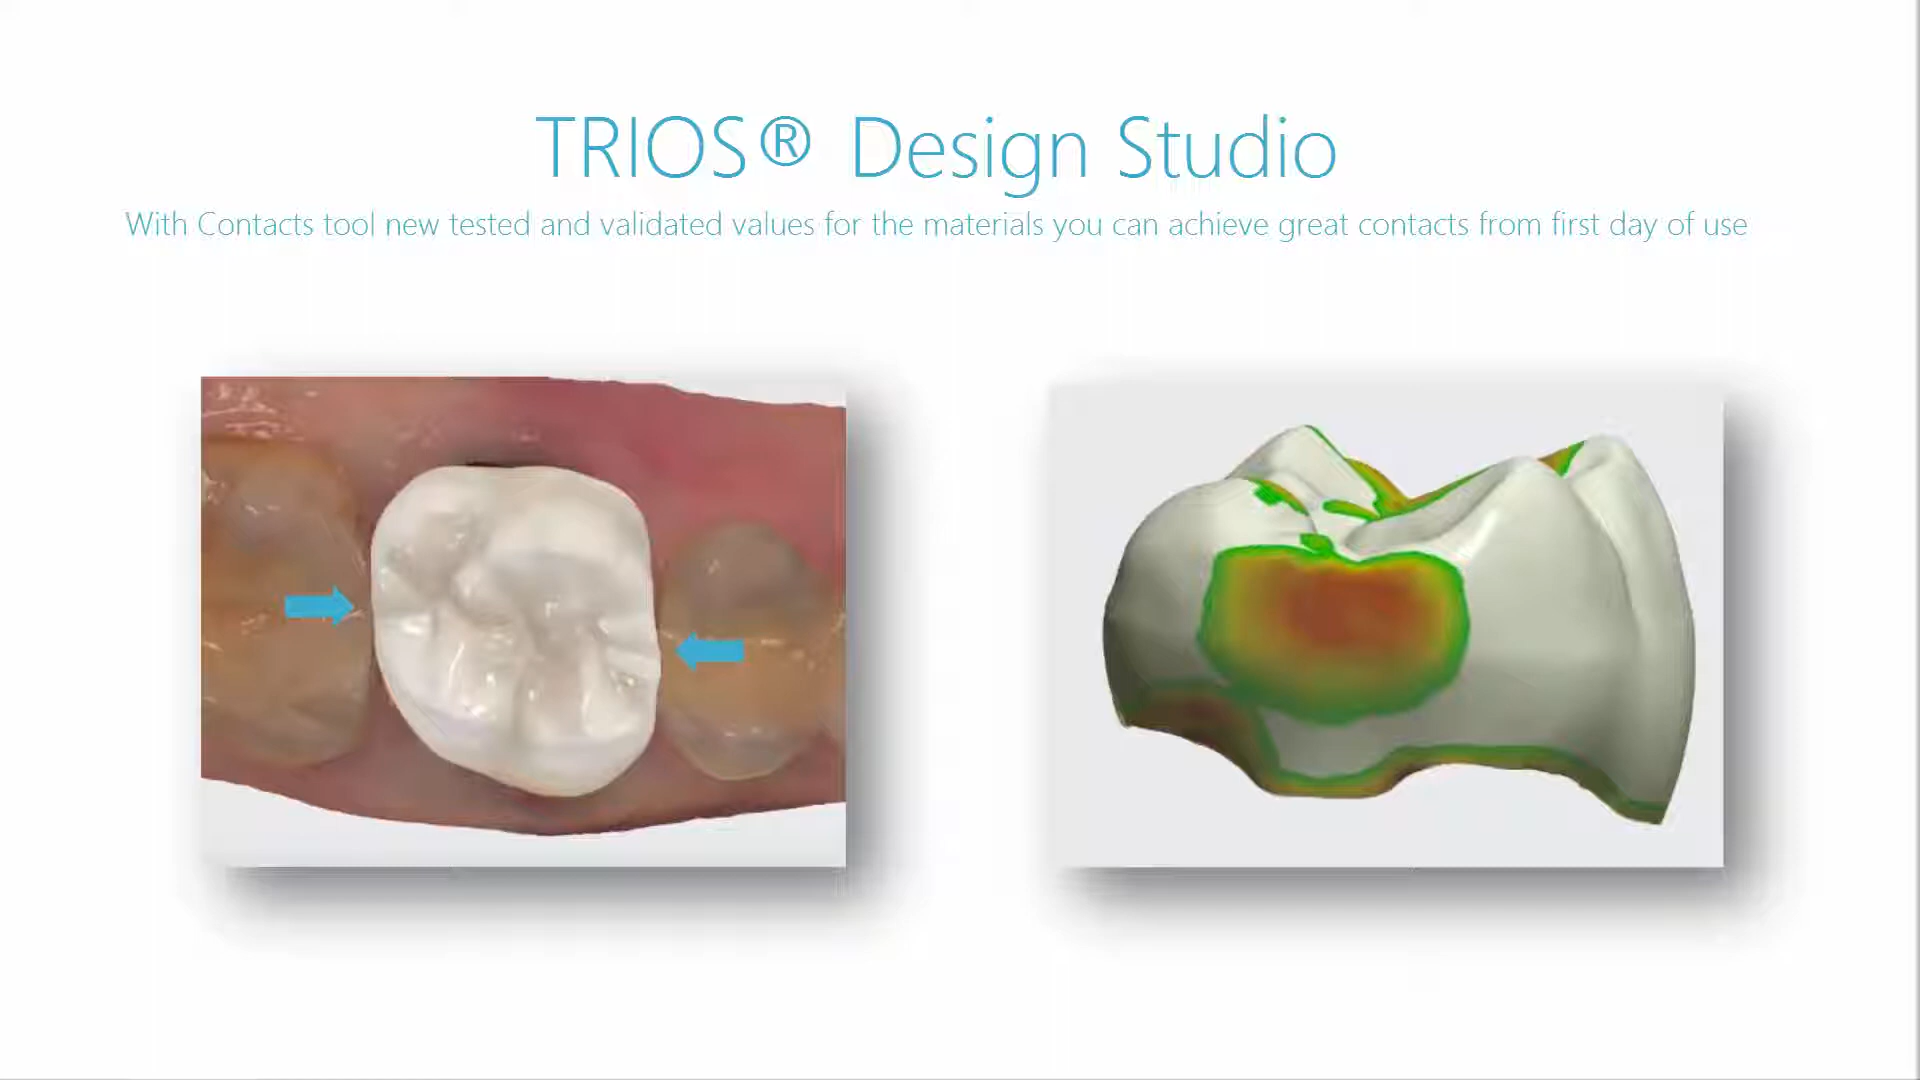 TRIOS® Design Studio
With Contacts tool new tested and validated values for the materials you can achieve great contacts from first day of use